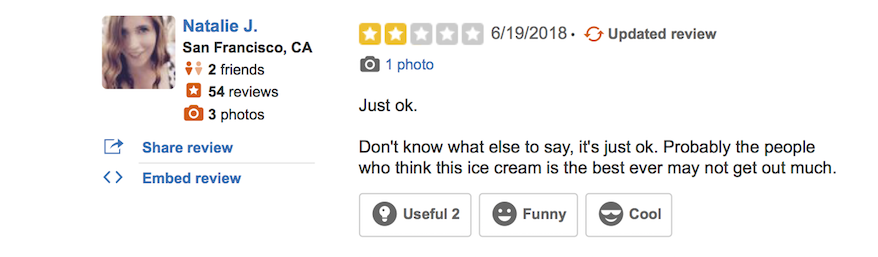 Natalie J.
San Francisco, CA
2 friends
54 reviews
3 photos
Share review
Embed review
6/19/2018 · Updated review
1 photo
Just ok.
Don't know what else to say, it's just ok. Probably the people
who think this ice cream is the best ever may not get out much.
Useful 2 Funny Cool